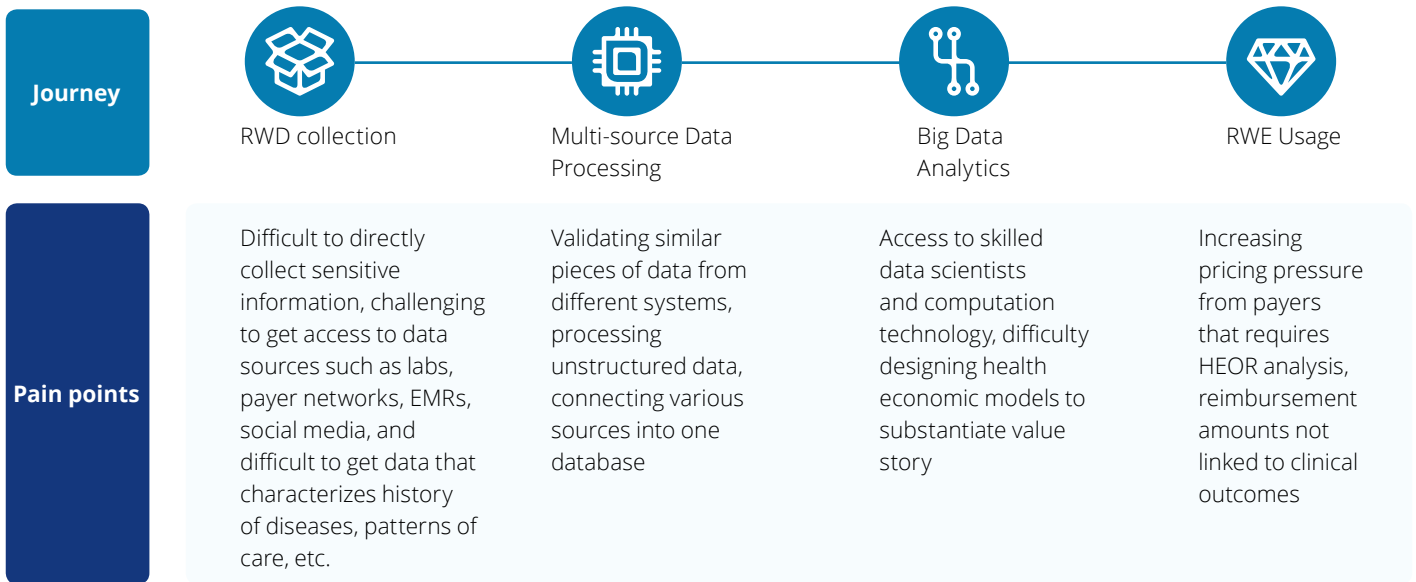 Journey
RWD collection
Multi-source Data
Processing
Big Data
Analytics
RWE Usage
Pain points
Difficult to directly
collect sensitive
information, challenging
to get access to data
sources such as labs,
payer networks, EMRs,
social media, and
difficult to get data that
characterizes history
of diseases, patterns of
care, etc.
Validating similar
pieces of data from
different systems,
processing
unstructured data,
connecting various
sources into one
database
Access to skilled
data scientists
and computation
technology, difficulty
designing health
economic models to
substantiate value
story
Increasing
pricing pressure
from payers
that requires
HEOR analysis,
reimbursement
amounts not
linked to clinical
outcomes